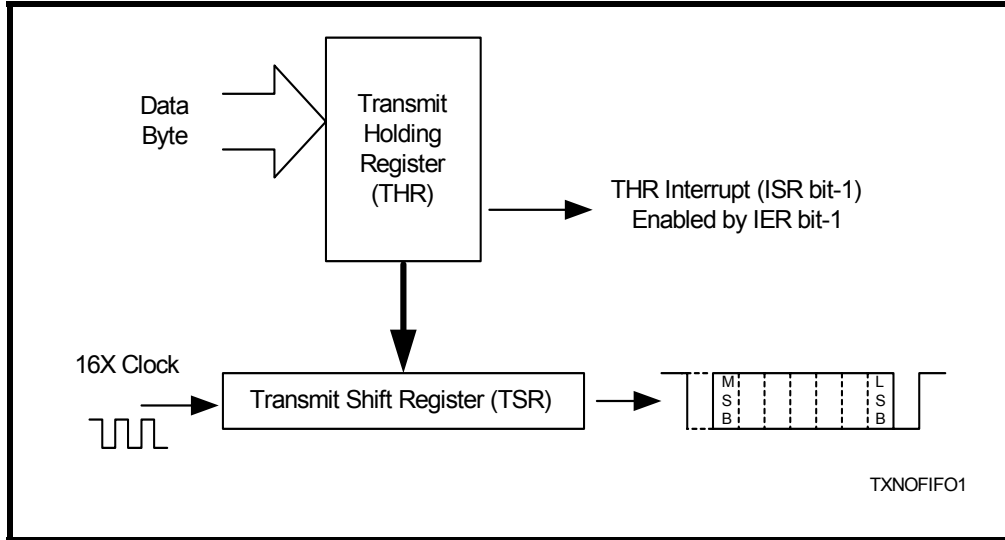 Data
Byte
Transmit
Holding
Register
(THR)
THR Interrupt (ISR bit-1)
Enabled by IER bit-1
16X Clock
Transmit Shift Register (TSR)
M
S
B
L
S
B
TXNOFIFO1